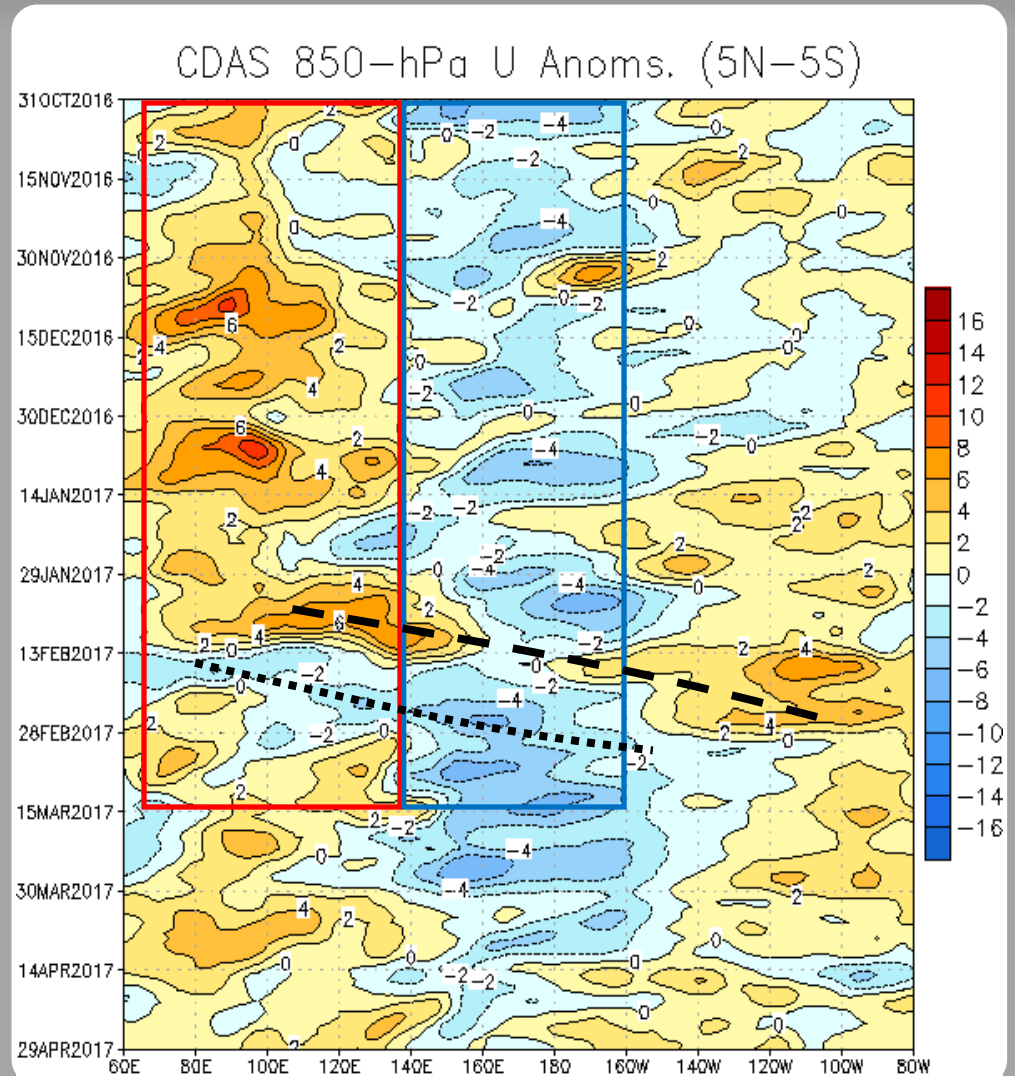 CDAS 850-hPa U Anoms. (5N-5S)
31OCT2016
15NOV2016
30NOV2016
15DEC2016
30DEC2016
14JAN2017
29JAN2017
13FEB2017
28FEB2017
15MAR2017
30MAR2017
14APR2017
29APR2017
60E 80E 100E 120E 140E 160E 180 160W 140W 120W 100W 80W
16
14
12
10
8
6
4
2
0
-2
-4
-6
-8
-10
-12
-14
-16